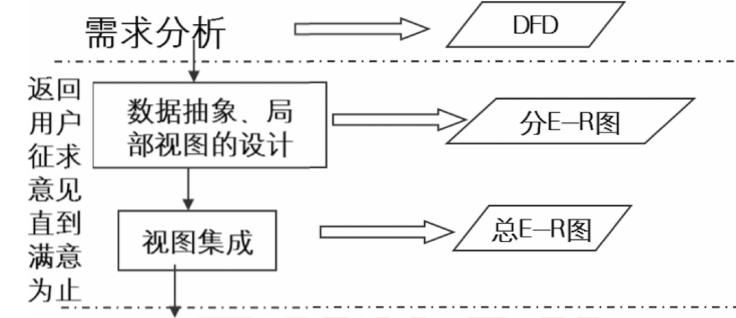 需求分析
DFD
返回
用户
征求
意见
直到
满意
为止
数据抽象、局
部视图的设计
分E—R图
视图集成
总E—R图